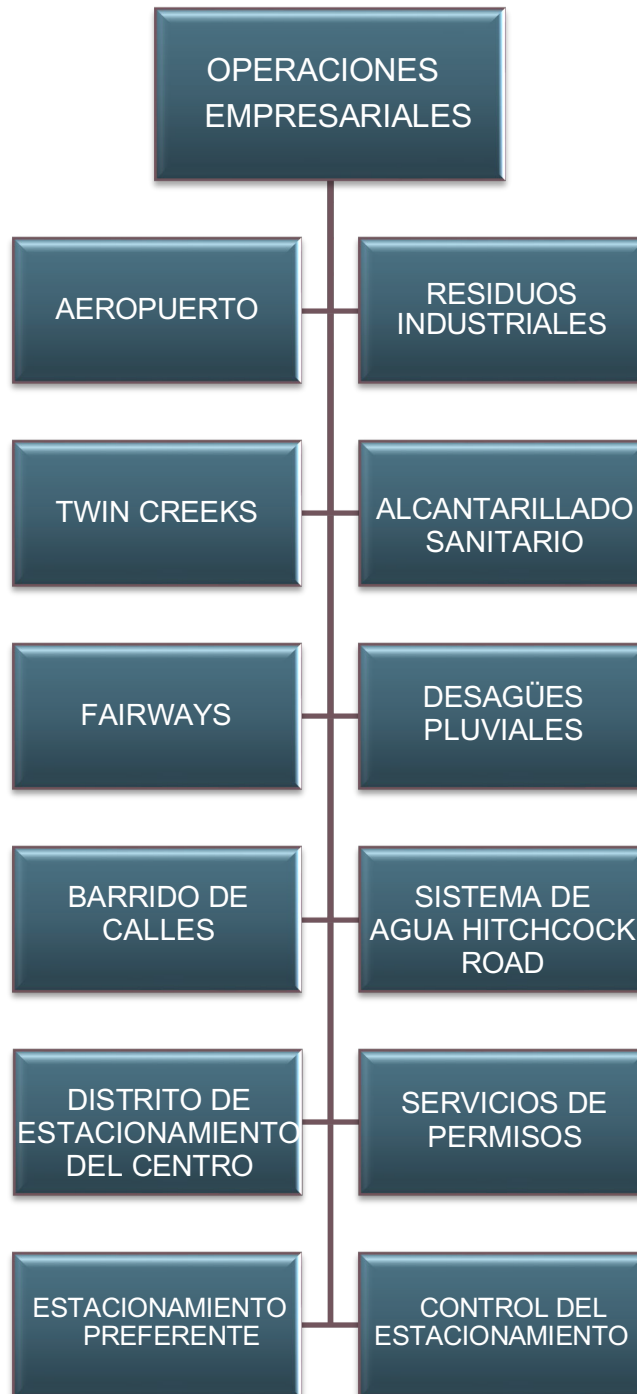 OPERACIONES
EMPRESARIALES
AEROPUERTO
RESIDUOS
INDUSTRIALES
TWIN CREEKS
ALCANTARILLADO
SANITARIO
FAIRWAYS
DESAGÜES
PLUVIALES
BARRIDO DE
CALLES
SISTEMA DE
AGUA HITCHCOCK
ROAD
DISTRITO DE
ESTACIONAMIENTO
DEL CENTRO
SERVICIOS DE
PERMISOS
ESTACIONAMIENTO
PREFERENTE
CONTROL DEL
ESTACIONAMIENTO